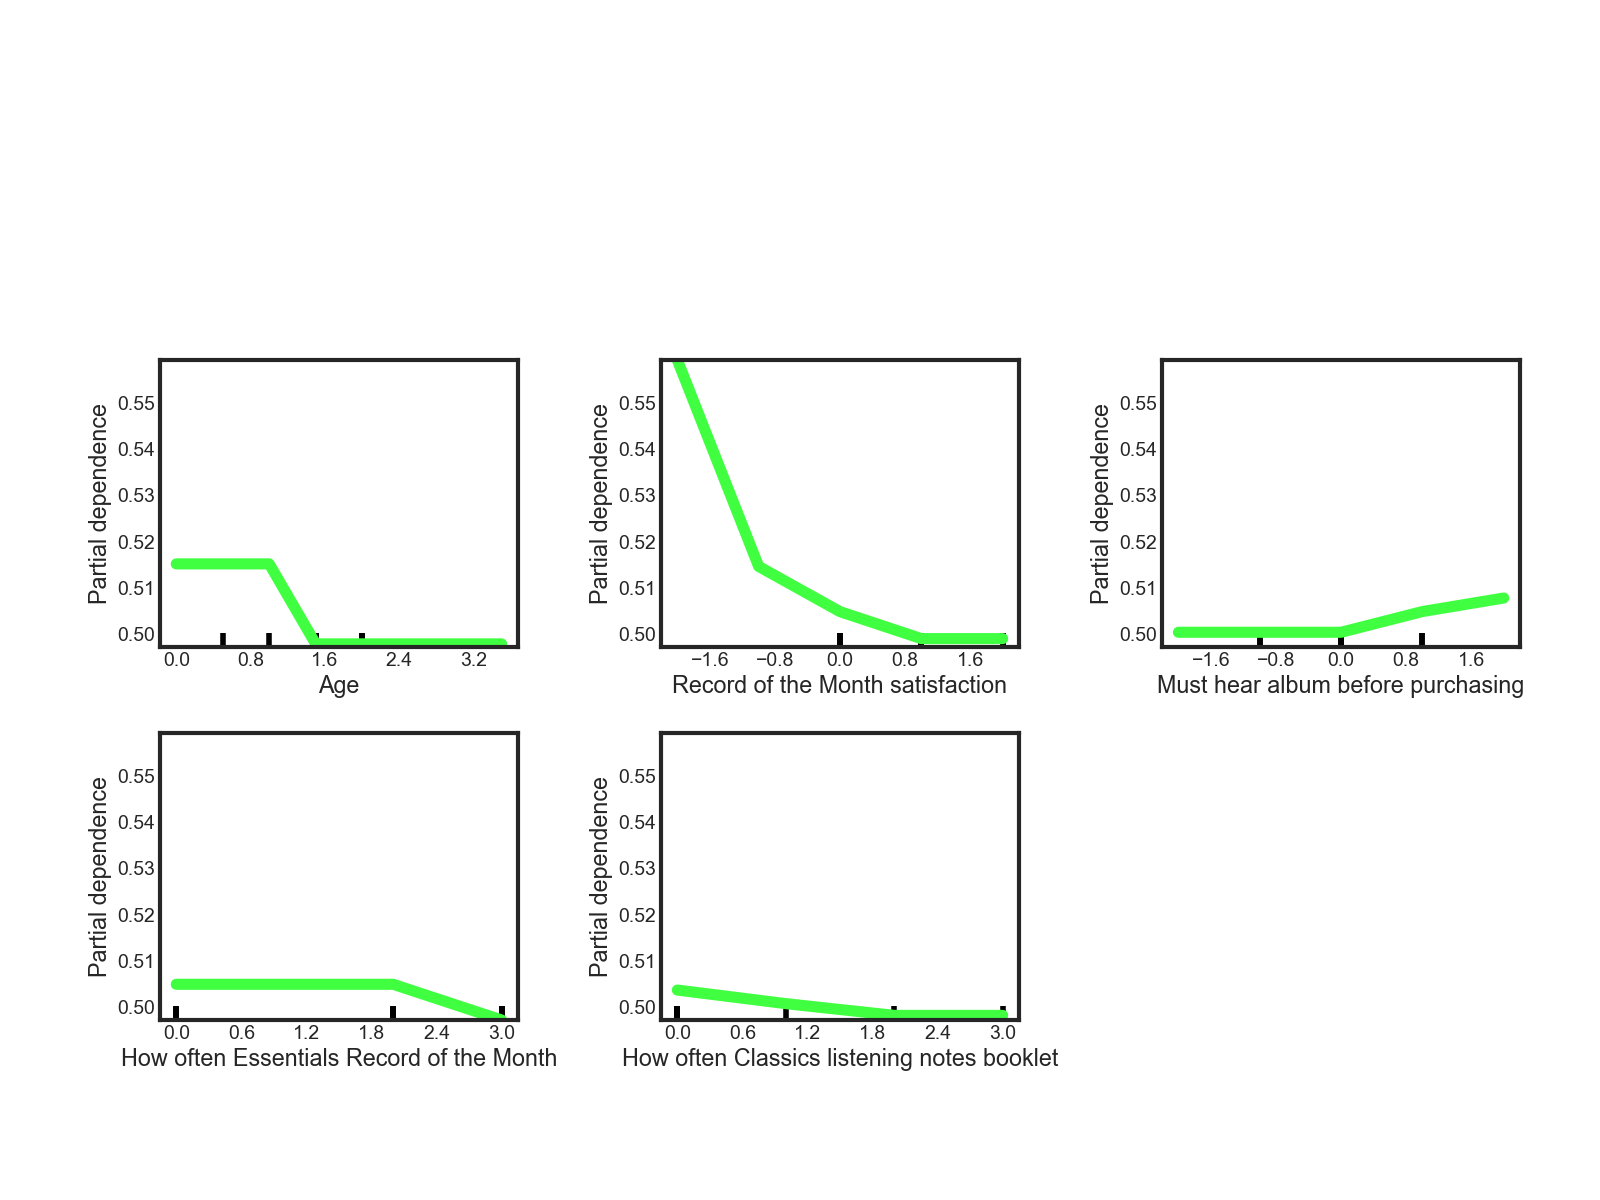 Partial dependence
0.55
0.54
0.53
0.52
0.51
0.50
0.0 0.8 1.6 2.4 3.2
Age
Partial dependence
0.55
0.54
0.53
0.52
0.51
0.50
−1.6 −0.8 0.0 0.8 1.6
Record of the Month satisfaction
Partial dependence
0.55
0.54
0.53
0.52
0.51
0.50
−1.6 −0.8 0.0 0.8 1.6
Must hear album before purchasing
Partial dependence
0.55
0.54
0.53
0.52
0.51
0.50
0.0 0.6 1.2 1.8 2.4 3.0
How often Essentials Record of the Month
Partial dependence
0.55
0.54
0.53
0.52
0.51
0.50
0.0 0.6 1.2 1.8 2.4 3.0
How often Classics listening notes booklet